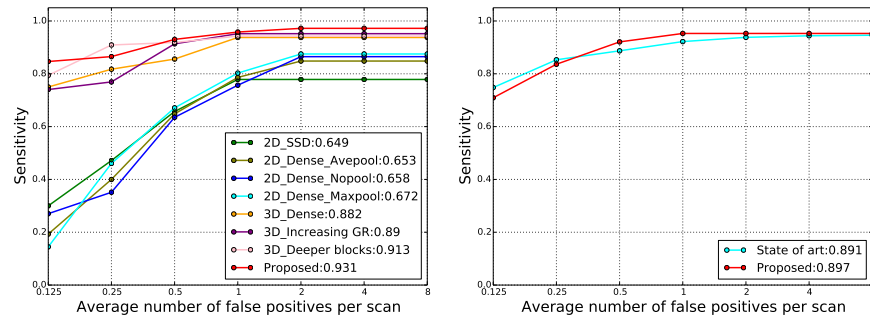 1.0
0.8
0.6
0.4
0.2
0.0
Sensitivity
0.125
0.25
0.5
1
2
4
8
Average number of false positives per scan
2D_SSD:0.649
2D_Dense_Avepool:0.653
2D_Dense_Nopool:0.658
2D_Dense_Maxpool:0.672
3D_Dense:0.882
3D_Increasing GR:0.89
3D_Deeper blocks:0.913
Proposed:0.931
1.0
0.8
0.6
0.4
0.2
0.0
Sensitivity
0.125
0.25
0.5
1
2
4
Average number of false positives per scan
State of art:0.891
Proposed:0.897